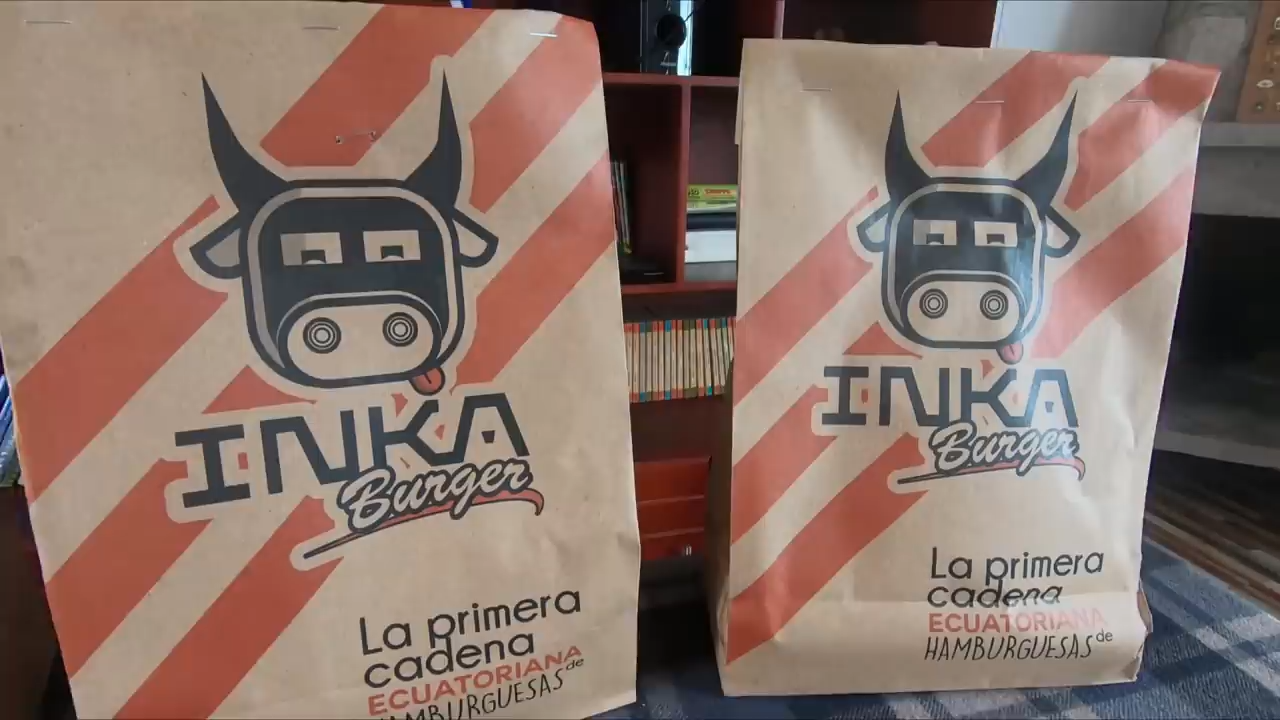 INKA
Burger
La primera
cadena
ECUATORIANA
de
HAMBURGUESAS
INKA
Burger
La primera
cadena
ECUATORIANA
de
HAMBURGUESAS